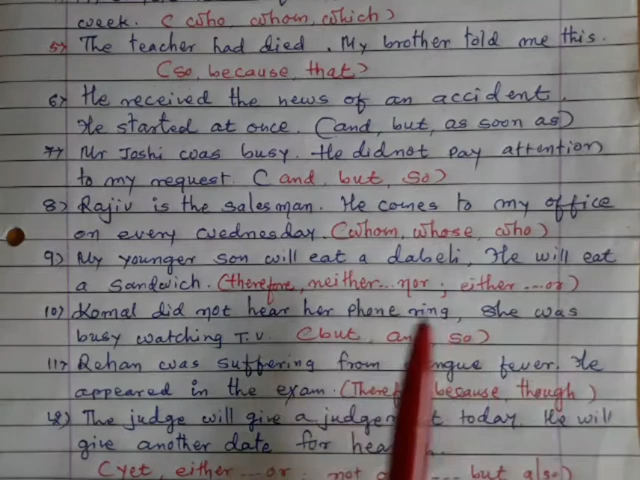 week. (who, whom, which)
5) The teacher had died. My brother told me this.
(so, because, that)
6) He received the news of an accident.
He started at once. (and, but, as soon as)
7) Mr Joshi was busy. He didnot pay attention
to my request. (and, but, so)
8) Rajiv is the salesman. He comes to my office
on every wednesday. (whom, whose, who)
9) My younger son will eat a dabeli, He will eat
a sandwich. (therefore, neither...nor; either...or)
10) Komal did not hear her phone ring, she was
busy watching T.V. (but, so)
11) Rehan was suffering from fever. He
appeared in the exam. (because, though)
The judge will give a today. He will
give another date for
(yet, either...or; not but also)